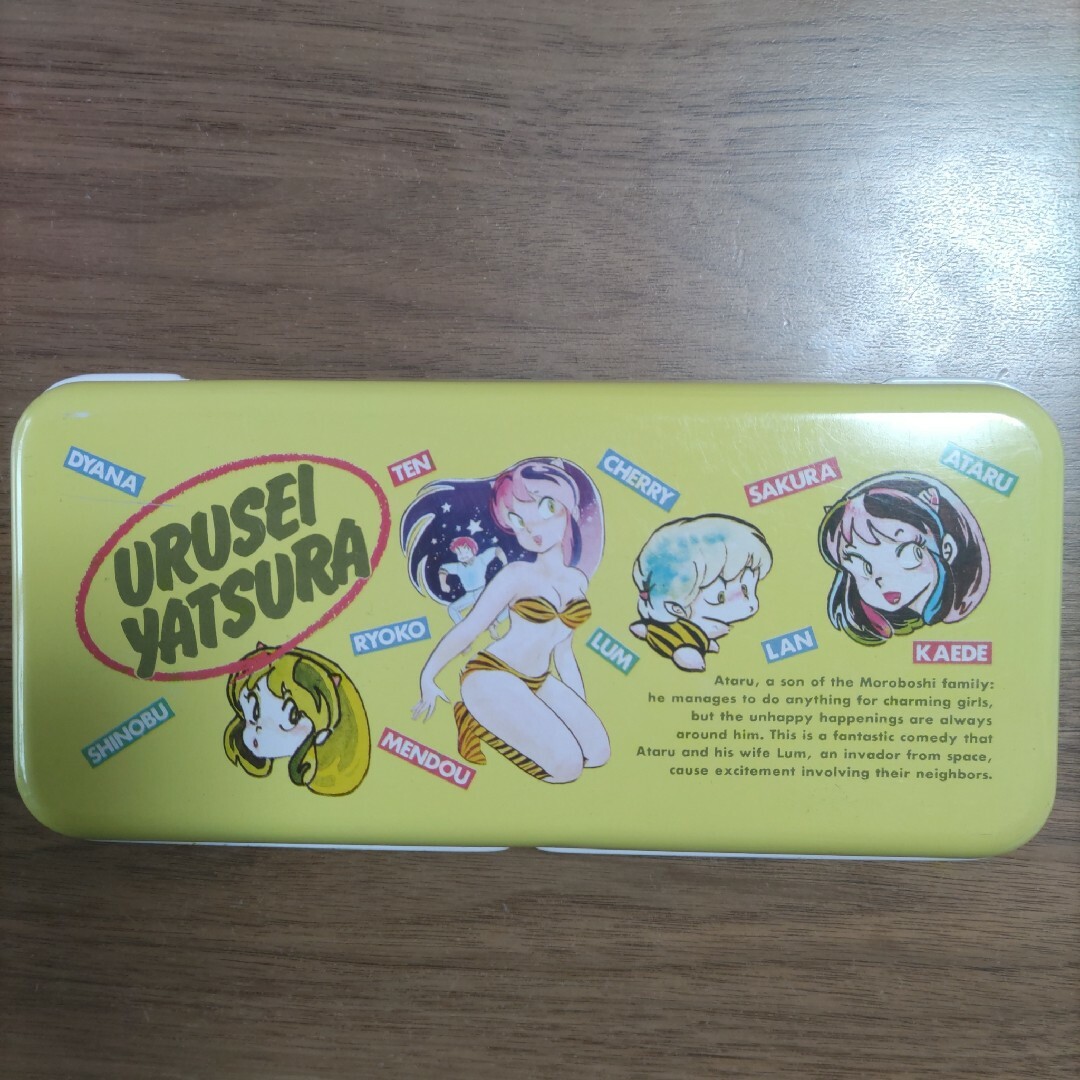 DYANA
URUSEI
YATSURA
TEN
CHERRY
SAKURA
ATARU
RYOKO
LUM
LAN
KAEDE
SHINOBU
MENDOU
Ataru, a son of the Moroboshi family:
he manages to do anything for charming girls,
but the unhappy happenings are always
around him. This is a fantastic comedy that
Ataru and his wife Lum, an invador from space,
cause excitement involving their neighbors.